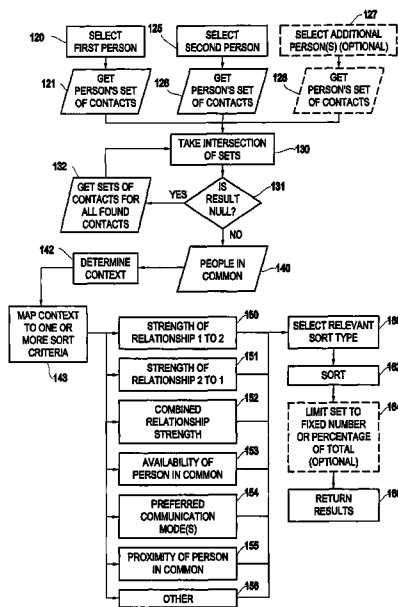 120
SELECT
FIRST PERSON
125
SELECT
SECOND PERSON
127
SELECT ADDITIONAL
PERSON(S) (OPTIONAL)
121
GET
PERSON'S SET
OF CONTACTS
126
GET
PERSON'S SET
OF CONTACTS
128
GET
PERSON'S SET
OF CONTACTS
132
TAKE INTERSECTION
OF SETS
130
GET SETS OF
CONTACTS FOR
ALL FOUND
CONTACTS
YES
IS
RESULT
NULL?
131
NO
142
DETERMINE
CONTEXT
PEOPLE IN
COMMON
140
MAP CONTEXT
TO ONE OR
MORE SORT
CRITERIA
143
150
STRENGTH OF
RELATIONSHIP 1 TO 2
151
STRENGTH OF
RELATIONSHIP 2 TO 1
152
COMBINED
RELATIONSHIP
STRENGTH
153
AVAILABILITY OF
PERSON IN COMMON
154
PREFERRED
COMMUNICATION
MODE(S)
155
PROXIMITY OF PERSON
IN COMMON
OTHER
156
SELECT RELEVANT
SORT TYPE
SORT
162
LIMIT SET TO
FIXED NUMBER
OR PERCENTAGE
OF TOTAL
(OPTIONAL)
164
RETURN
RESULTS